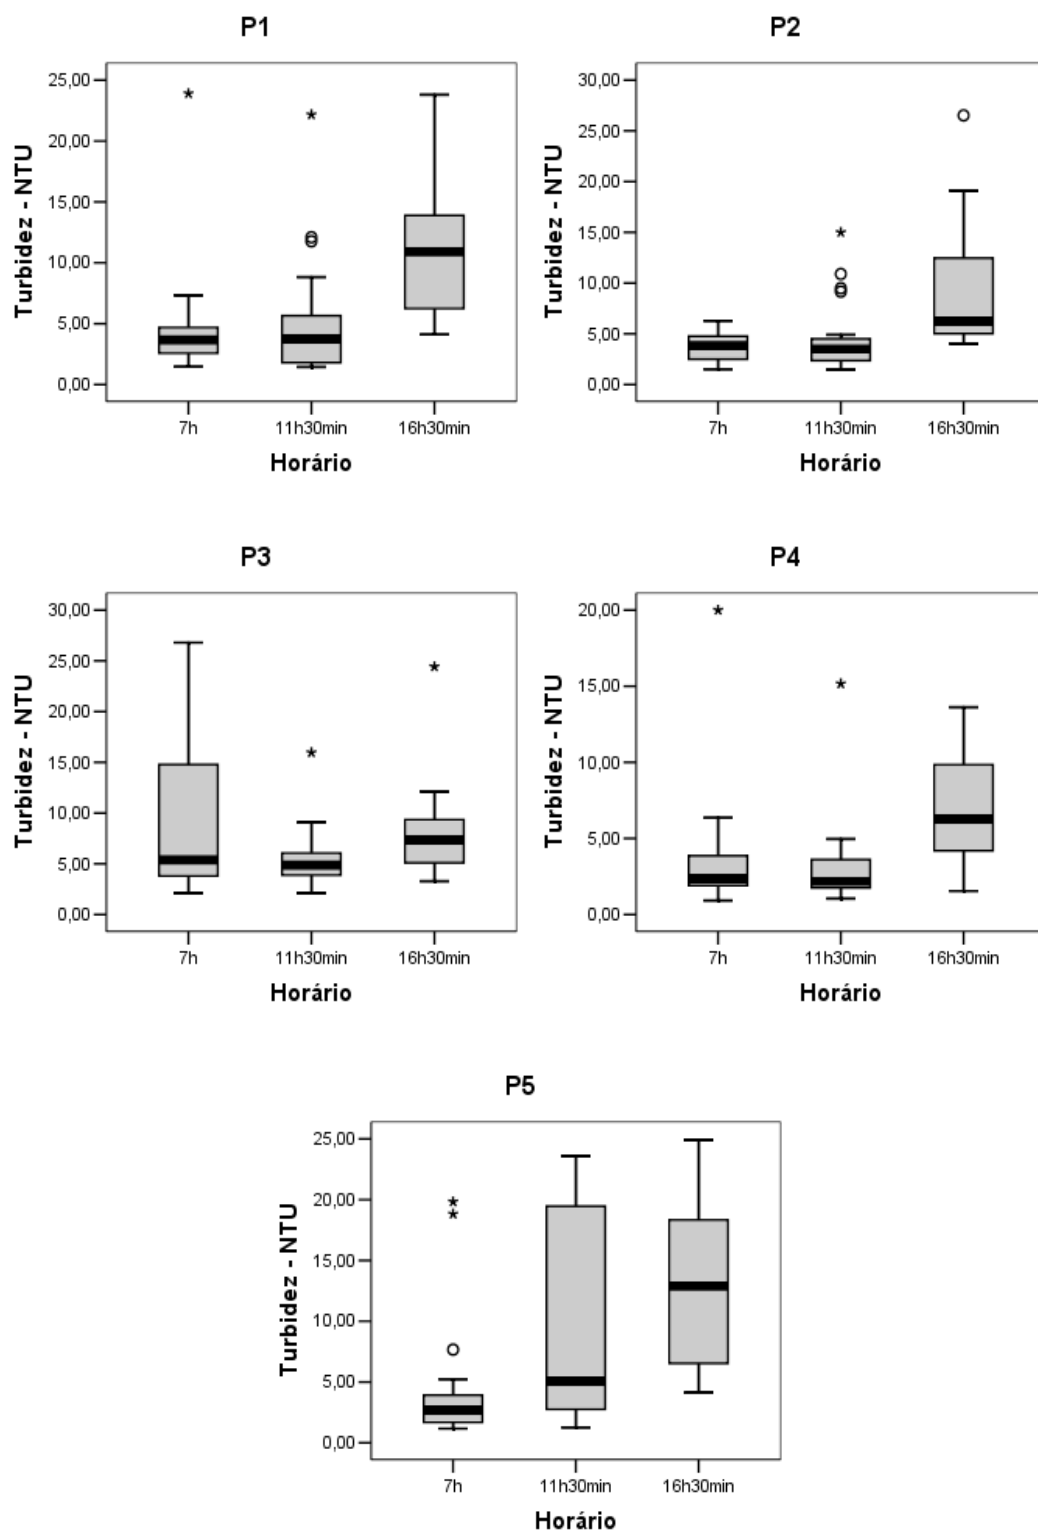 P1
Turbidez - NTU
25,00
20,00
15,00
10,00
5,00
0,00
7h 11h30min 16h30min
Horário
P2
Turbidez - NTU
30,00
25,00
20,00
15,00
10,00
5,00
0,00
7h 11h30min 16h30min
Horário
P3
Turbidez - NTU
30,00
25,00
20,00
15,00
10,00
5,00
0,00
7h 11h30min 16h30min
Horário
P4
Turbidez - NTU
20,00
15,00
10,00
5,00
0,00
7h 11h30min 16h30min
Horário
P5
Turbidez - NTU
25,00
20,00
15,00
10,00
5,00
0,00
7h 11h30min 16h30min
Horário